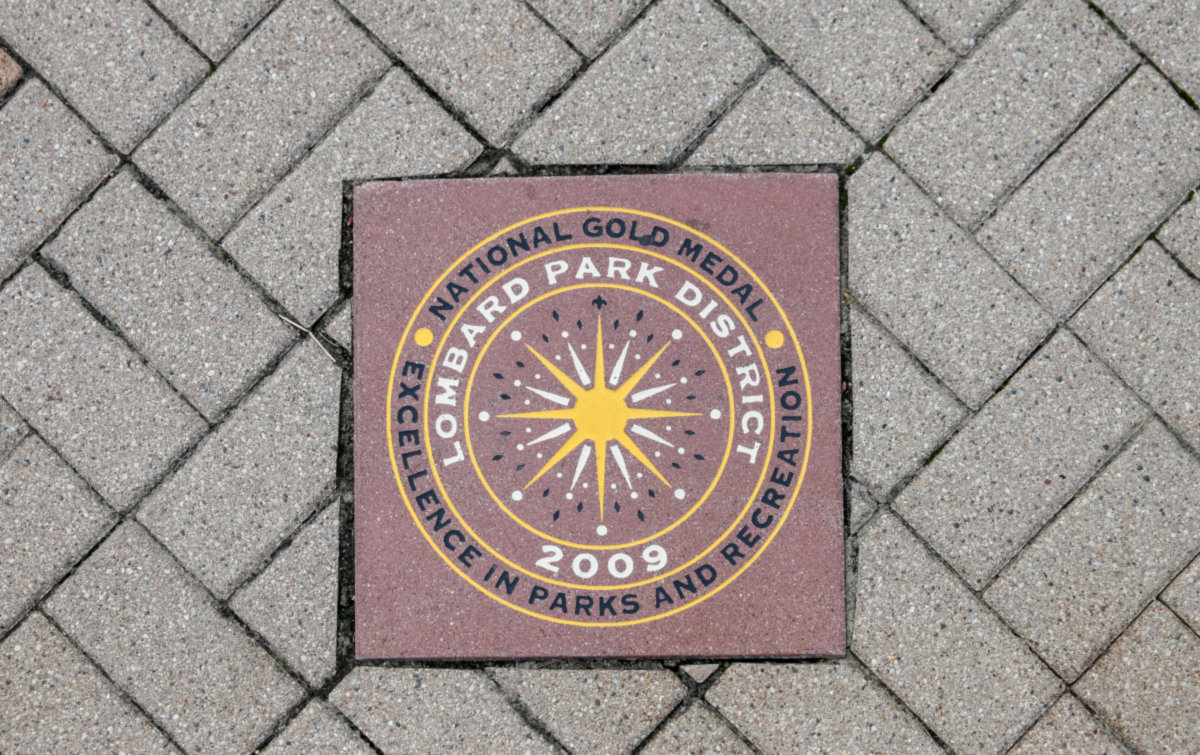 NATIONAL GOLD MEDAL
LOMBARD PARK DISTRICT
2009
EXCELLENCE IN PARKS AND RECREATION